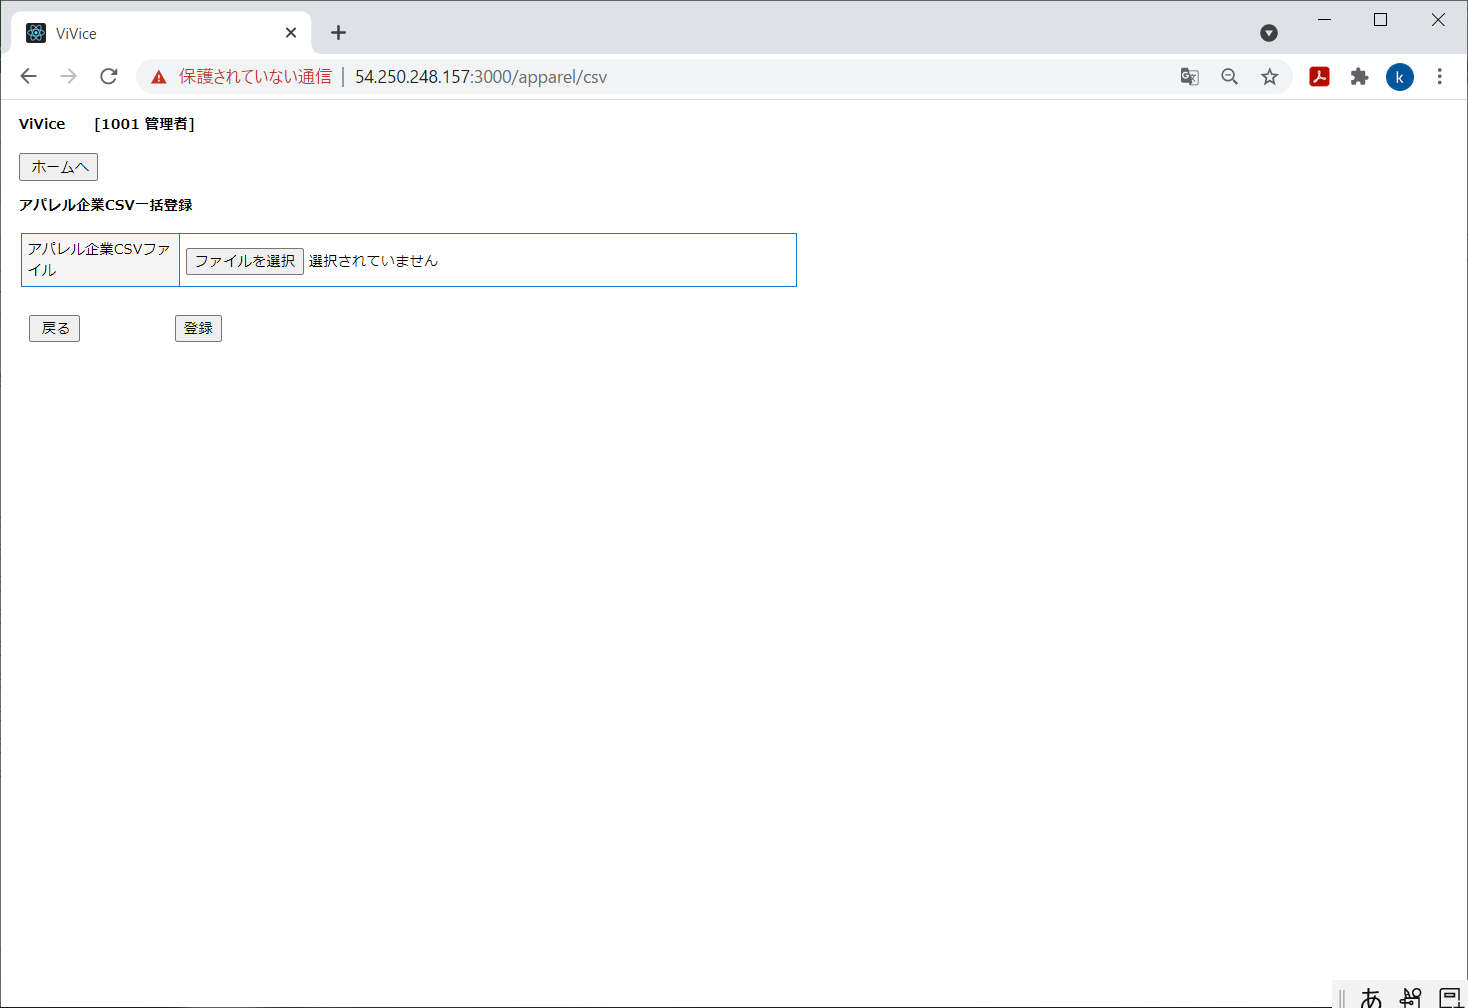 ViVice
保護されていない通信 | 54.250.248.157:3000/apparel/csv
k
ViVice [1001 管理者]
ホームへ
アパレル企業CSV一括登録
アパレル企業CSVファ
イル
ファイルを選択 選択されていません
戻る 登録
あ